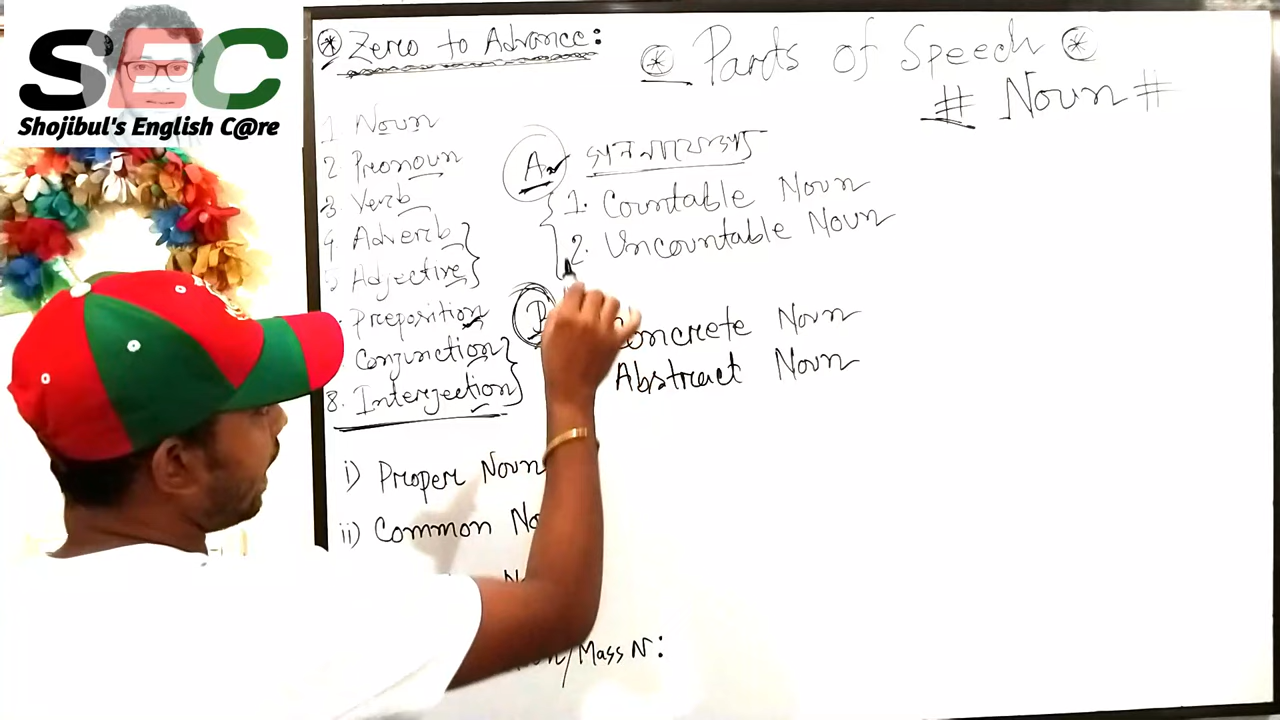 SEC
Shojibul's English C@re
Zero to Advance:
Parts of Speech
# Noun #
1 Noun
2 Pronoun
3 Verb
4 Adverb
5 Adjective
Preposition
Conjunction
8. Interjection
A
1. Countable Noun
2. Uncountable Noun
B
Concrete Noun
Abstract Noun
i) Proper Noun
ii) Common No
/Mass N: